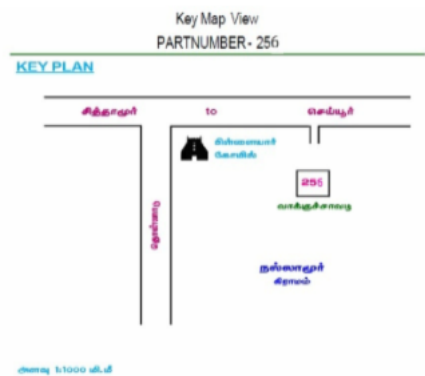 Key Map View
PARTNUMBER - 256
KEY PLAN
சித்தாமூர் to செய்யூர்
பிள்ளையார்
கோவில்
256
வாக்குச்சாவடி
நல்லாமூர்
கிராமம்
அளவு 1:1000 மி.மீ